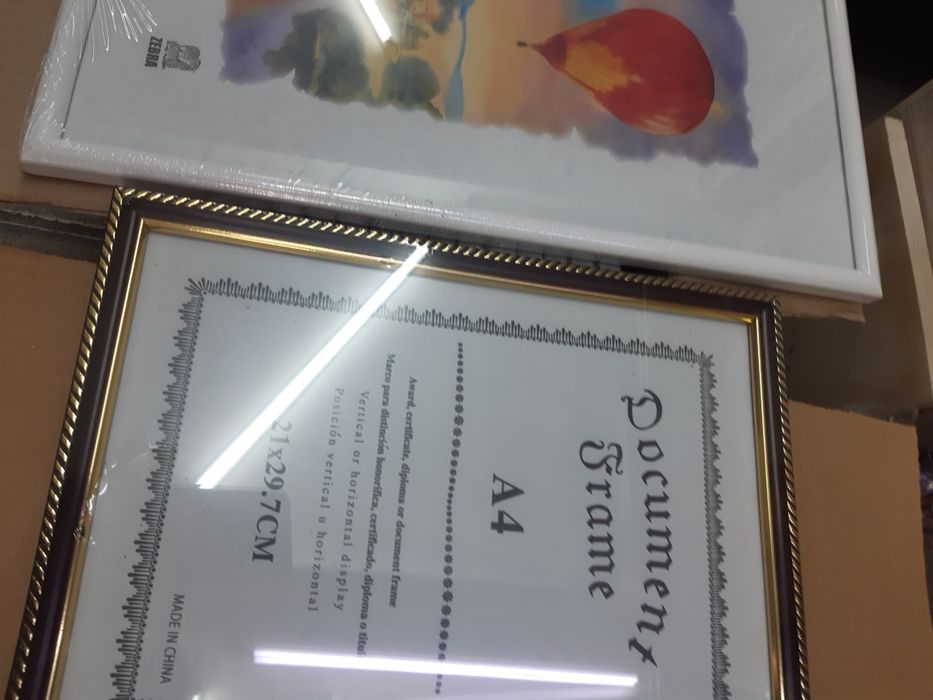 ZEBRA
Document
Frame
A4
Award, certificate, diploma or document frame
Marco para distinción honorifica, certificado, diploma o título
Vertical or horizontal display
Posición vertical u horizontal
21x29.7CM
MADE IN CHINA